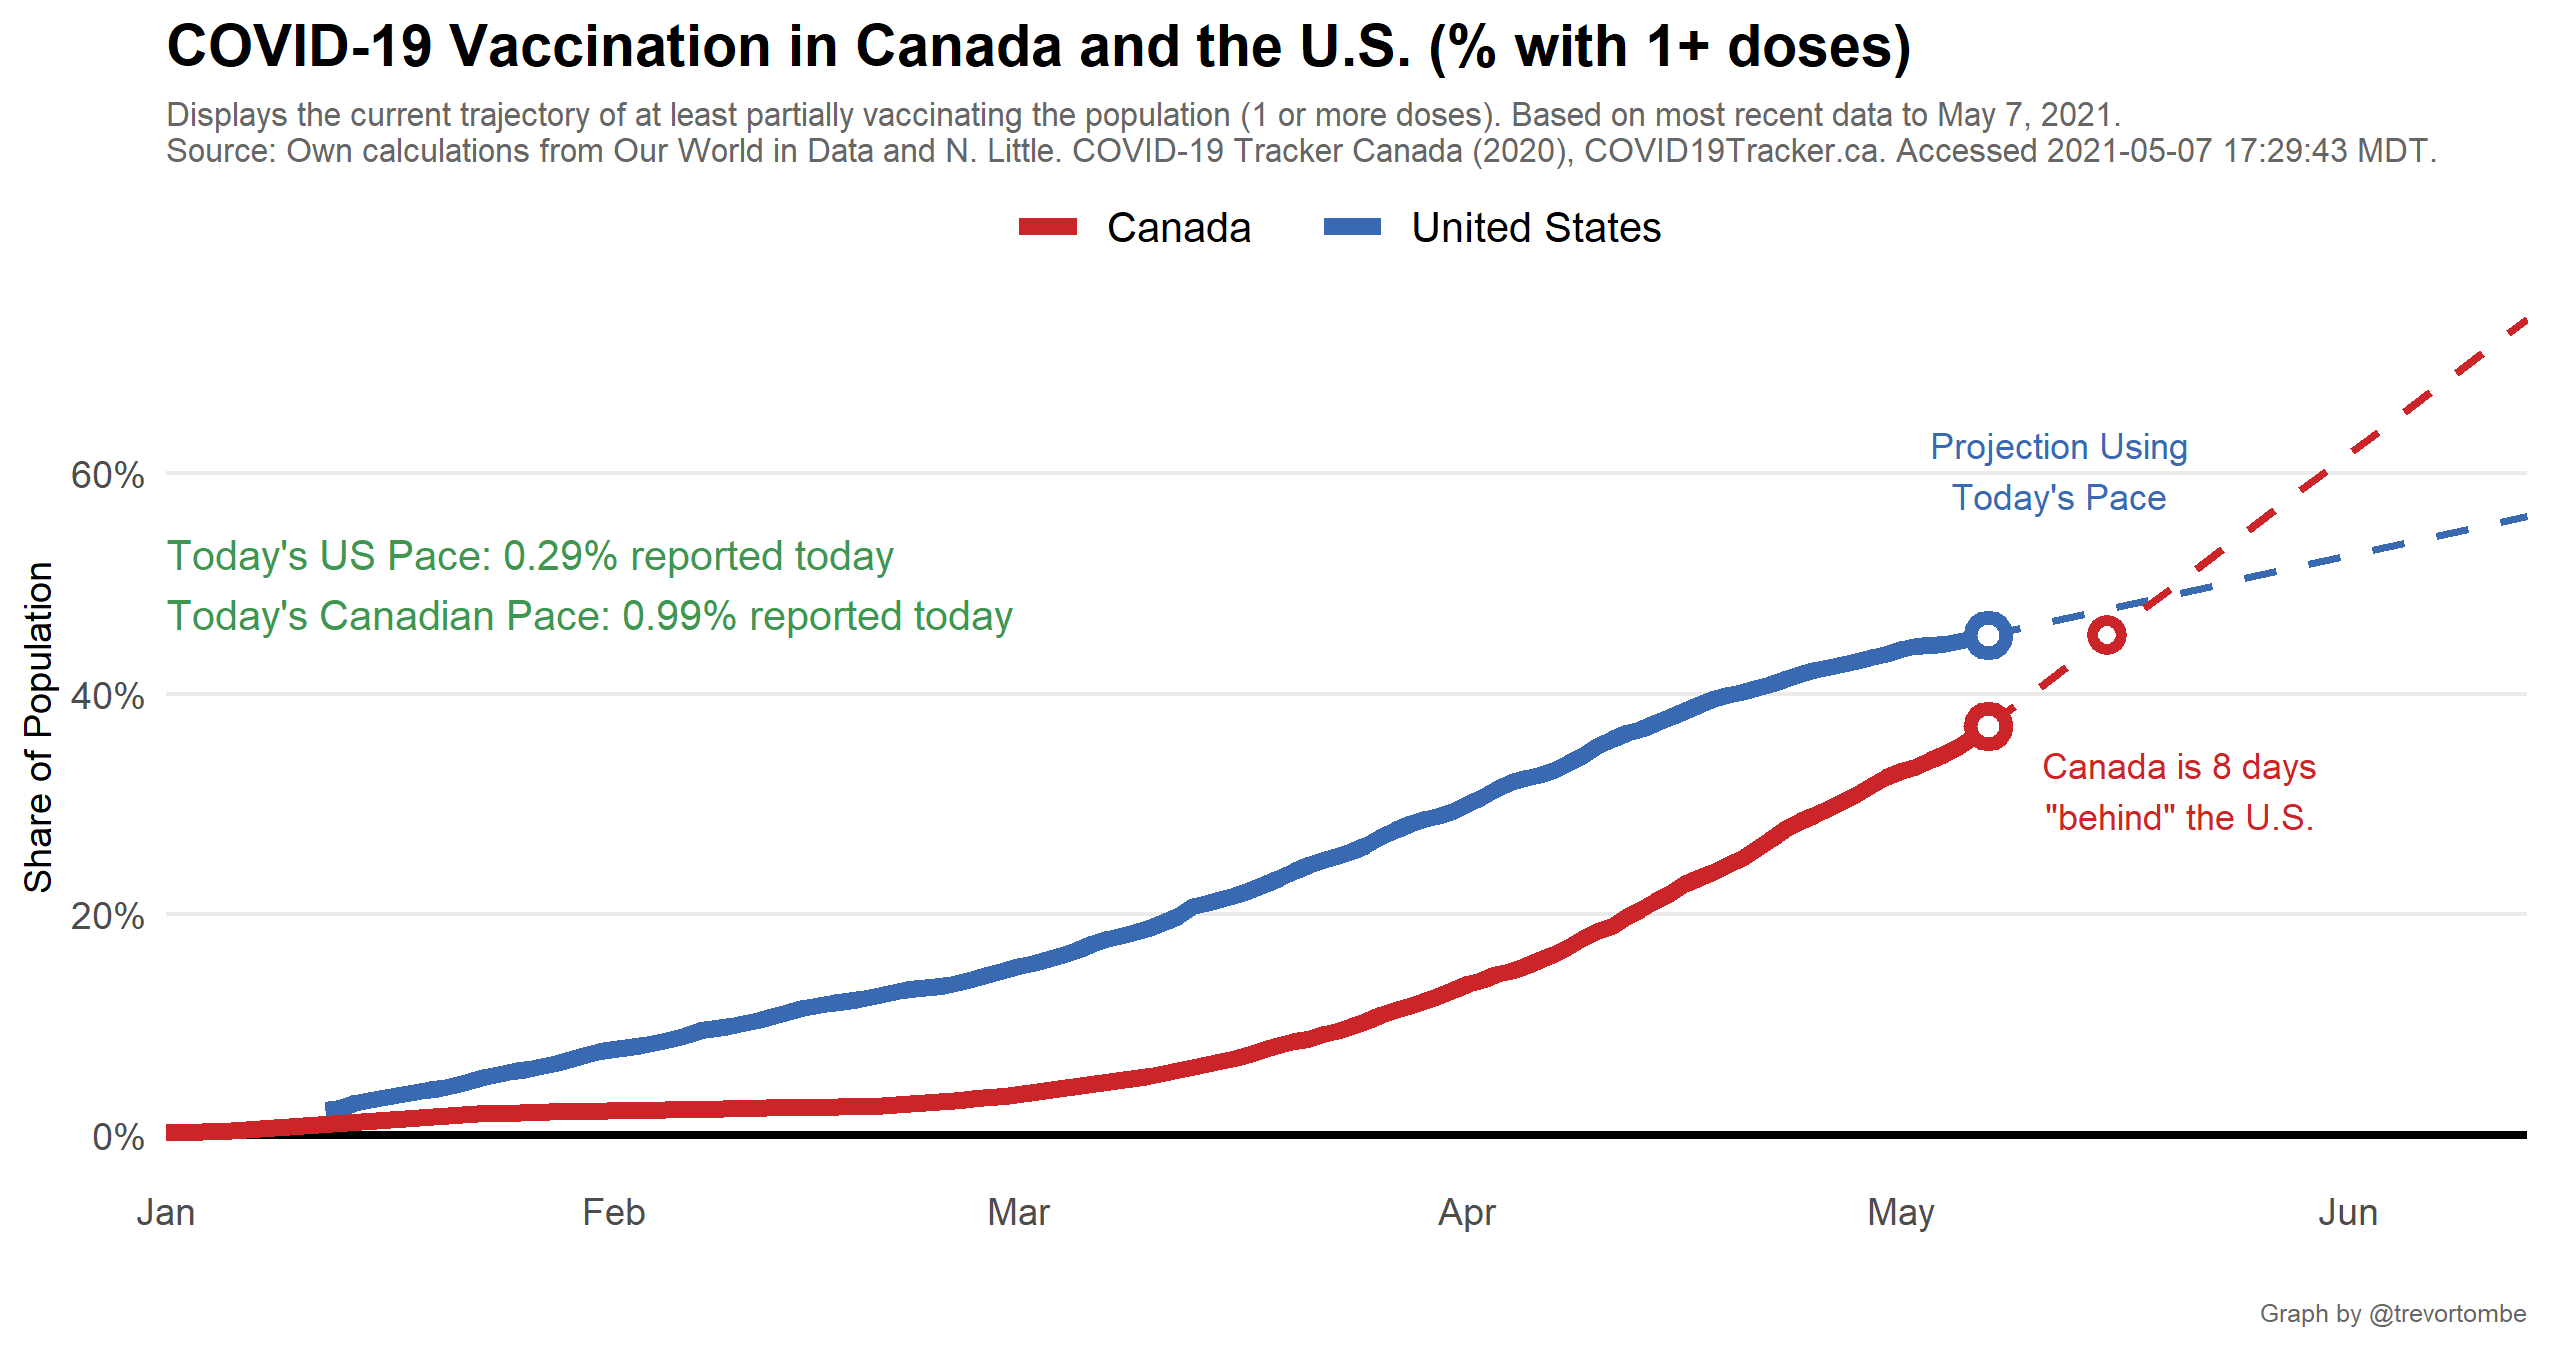 COVID-19 Vaccination in Canada and the U.S. (% with 1+ doses)
Displays the current trajectory of at least partially vaccinating the population (1 or more doses). Based on most recent data to May 7, 2021.
Source: Own calculations from Our World in Data and N. Little. COVID-19 Tracker Canada (2020), COVID19Tracker.ca. Accessed 2021-05-07 17:29:43 MDT.
Canada
United States
Projection Using
Today's Pace
60%
Today's US Pace: 0.29% reported today
Today's Canadian Pace: 0.99% reported today
Share of Population
40%
Canada is 8 days
"behind" the U.S.
20%
0%
Jan
Feb
Mar
Apr
May
Jun
Graph by @trevortombe